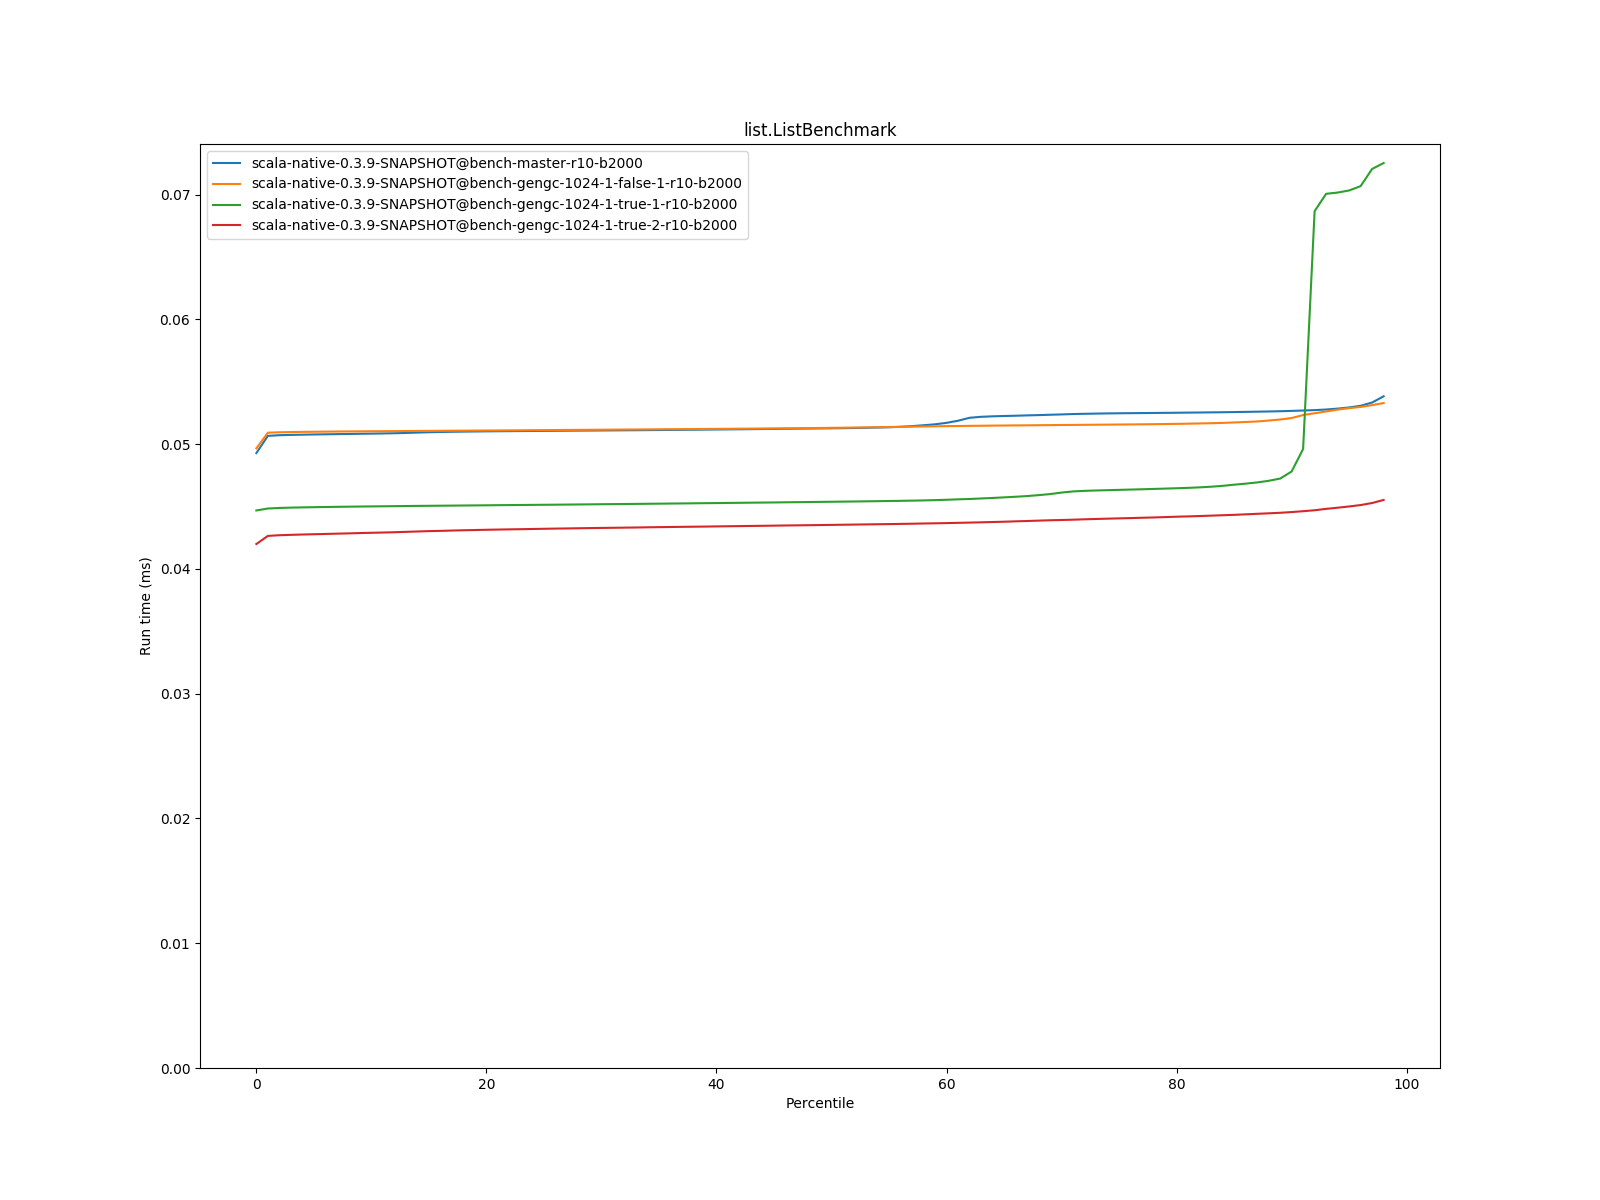 list.ListBenchmark
scala-native-0.3.9-SNAPSHOT@bench-master-r10-b2000
scala-native-0.3.9-SNAPSHOT@bench-gengc-1024-1-false-1-r10-b2000
scala-native-0.3.9-SNAPSHOT@bench-gengc-1024-1-true-1-r10-b2000
scala-native-0.3.9-SNAPSHOT@bench-gengc-1024-1-true-2-r10-b2000
0.07
0.06
0.05
0.04
0.03
0.02
0.01
0.00
Run time (ms)
0 20 40 60 80 100
Percentile